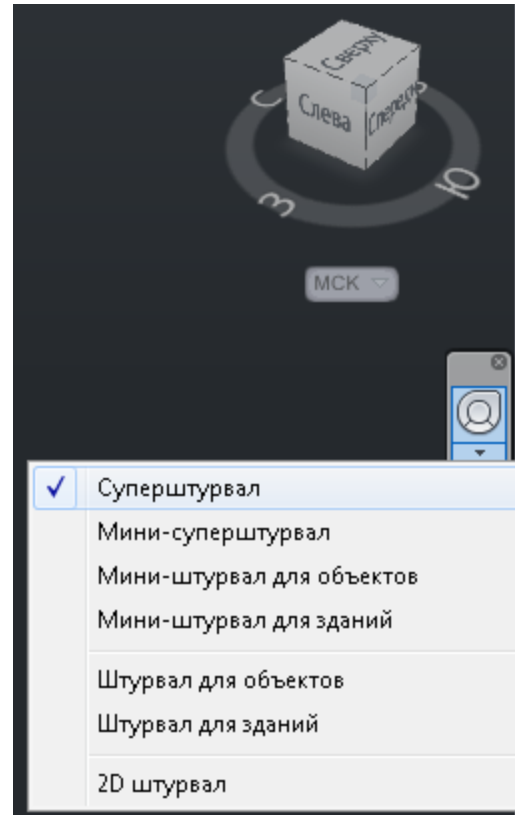 Сверху
С
Слева
Спереди
З
Ю
МСК
Суперштурвал
Мини-суперштурвал
Мини-штурвал для объектов
Мини-штурвал для зданий
Штурвал для объектов
Штурвал для зданий
2D штурвал